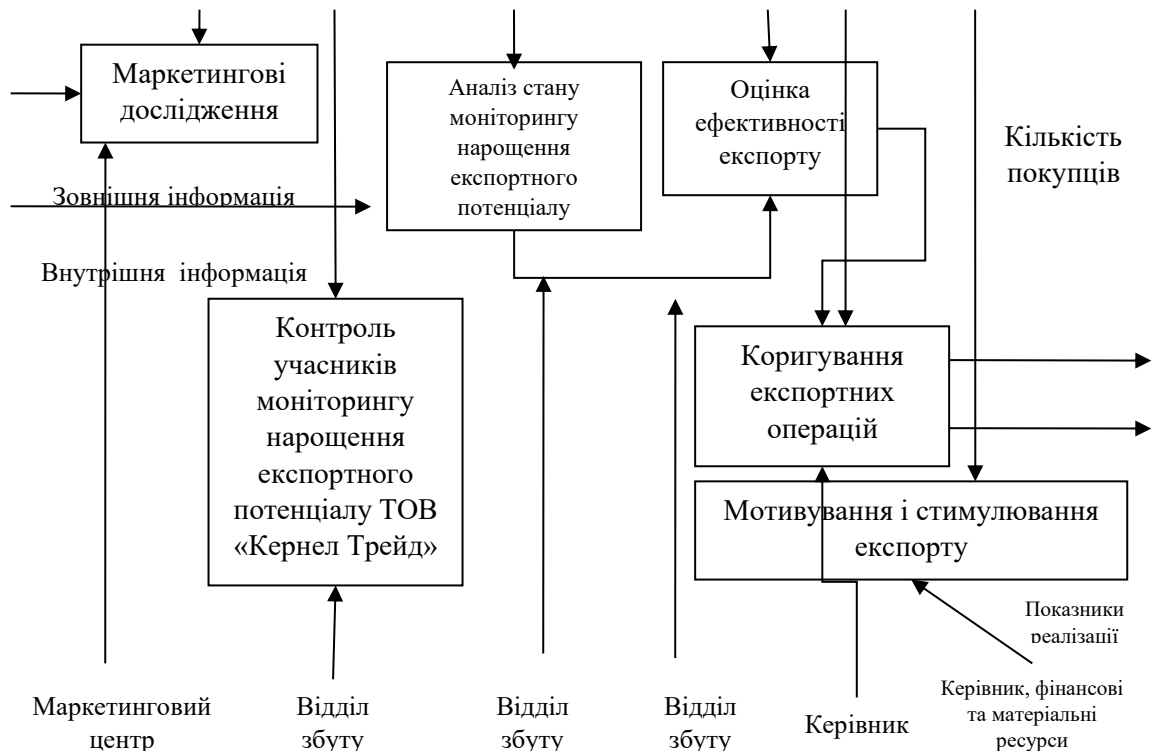 Маркетингові
дослідження
Аналіз стану
моніторингу
нарощення
експортного
потенціалу
Оцінка
ефективності
експорту
Кількість
покупців
Зовнішня інформація
Внутрішня інформація
Контроль
учасників
моніторингу
нарощення
експортного
потенціалу ТОВ
«Кернел Трейд»
Коригування
експортних
операцій
Мотивування і стимулювання
експорту
Показники
реалізації
Маркетинговий
центр
Відділ
збуту
Відділ
збуту
Відділ
збуту
Керівник
Керівник, фінансові
та матеріальні
ресурси